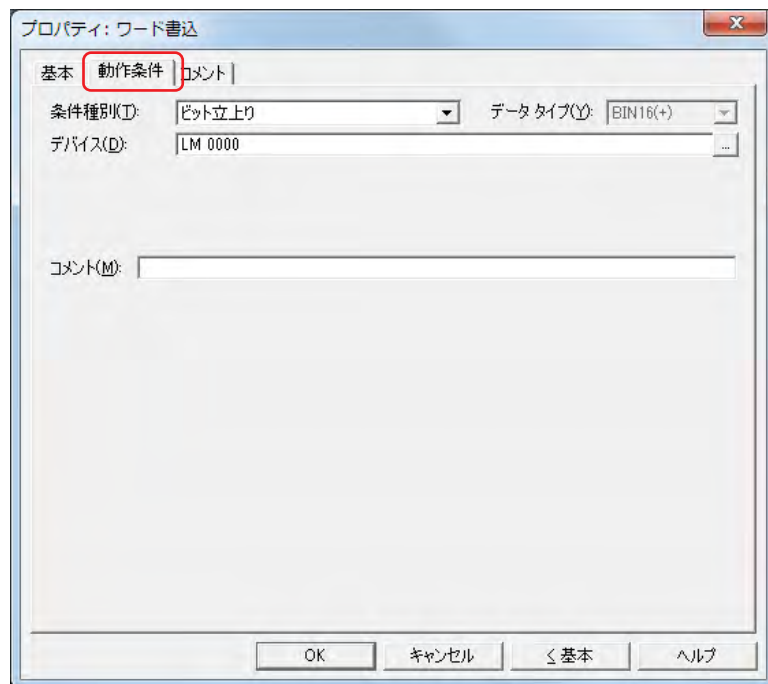 プロパティ: ワード書込
基本 動作条件 コメント
条件種別(T): ビット立上り データ タイプ(Y): BIN16(+)
デバイス(D): LM 0000 ...
コメント(M):
OK キャンセル <基本 ヘルプ